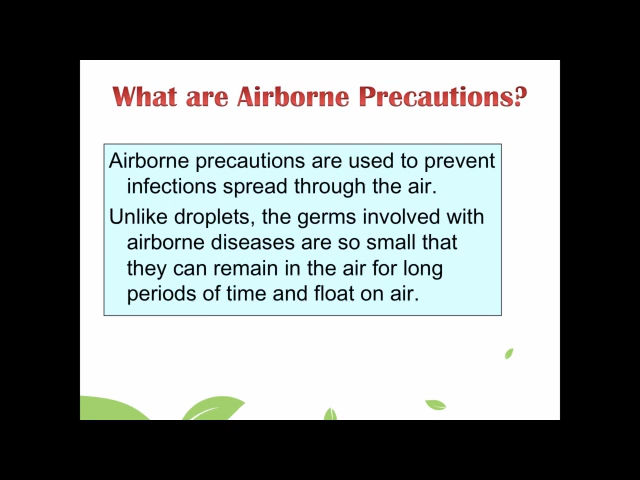 What are Airborne Precautions?
Airborne precautions are used to prevent
infections spread through the air.
Unlike droplets, the germs involved with
airborne diseases are so small that
they can remain in the air for long
periods of time and float on air.